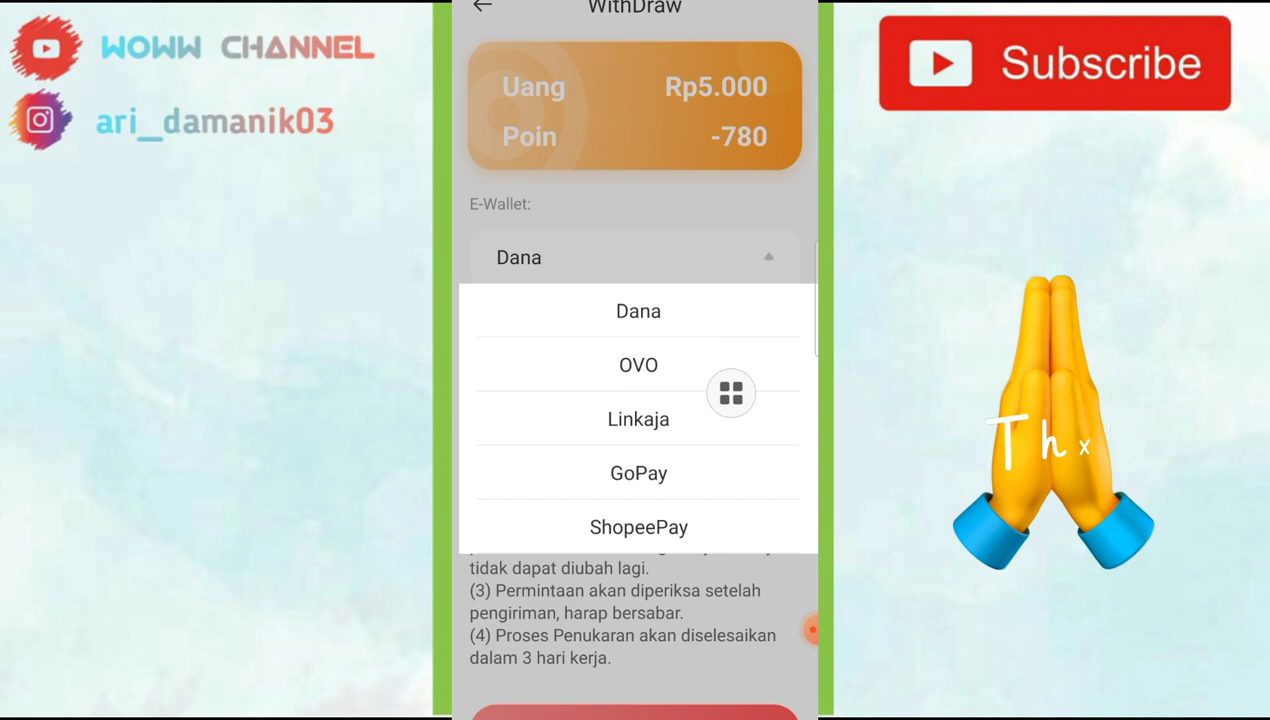 WOWW CHANNEL
ari_damanik03
WithDraw
Uang Rp5.000
Poin -780
E-Wallet:
Dana
Dana
OVO
Linkaja
GoPay
ShopeePay
tidak dapat diubah lagi.
(3) Permintaan akan diperiksa setelah
pengiriman, harap bersabar.
(4) Proses Penukaran akan diselesaikan
dalam 3 hari kerja.
Subscribe
Thx